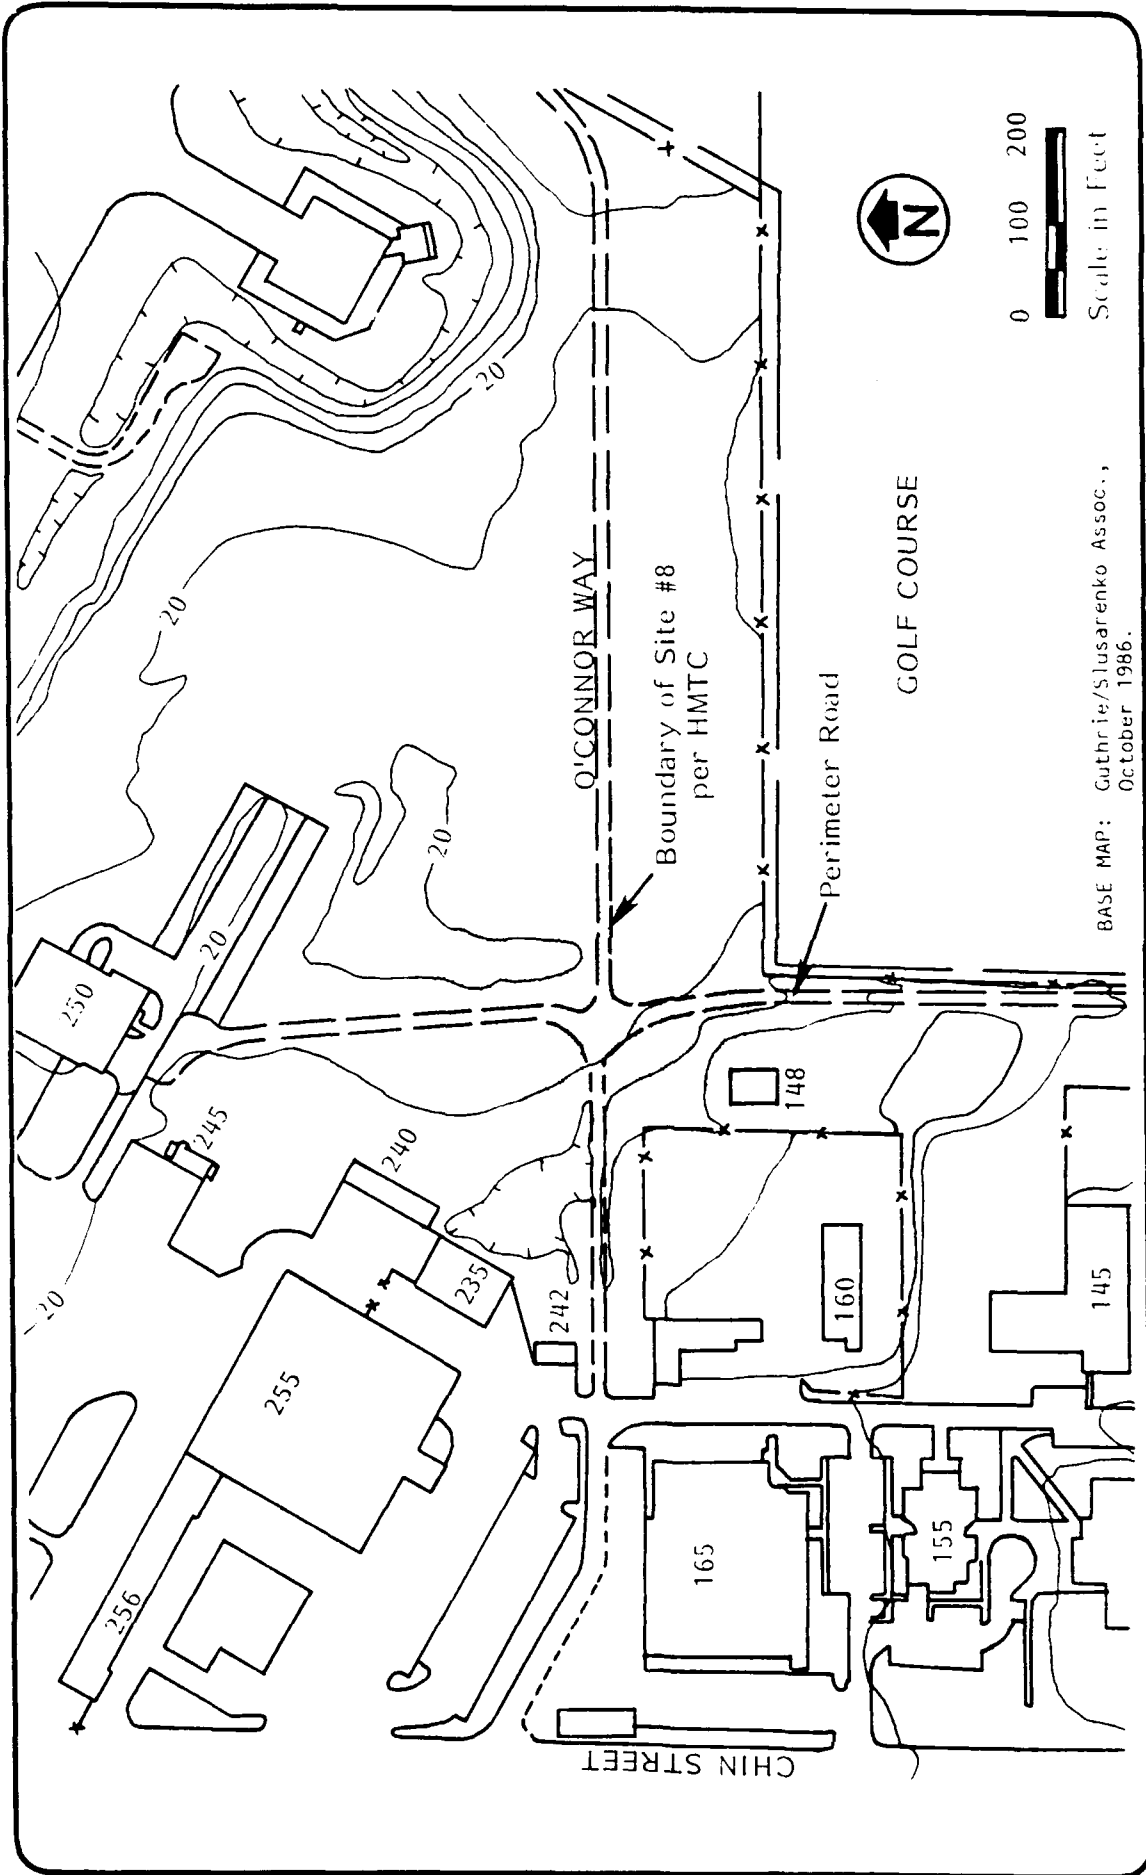 20
20
20
20
20
250
245
240
235
242
255
256
O'CONNOR WAY
Boundary of Site #8
per HMTC
Perimeter Road
GOLF COURSE
148
160
145
165
155
CHIN STREET
N
0 100 200
Scale in Feet
BASE MAP: Guthrie/Slusarenko Assoc.,
October 1986.